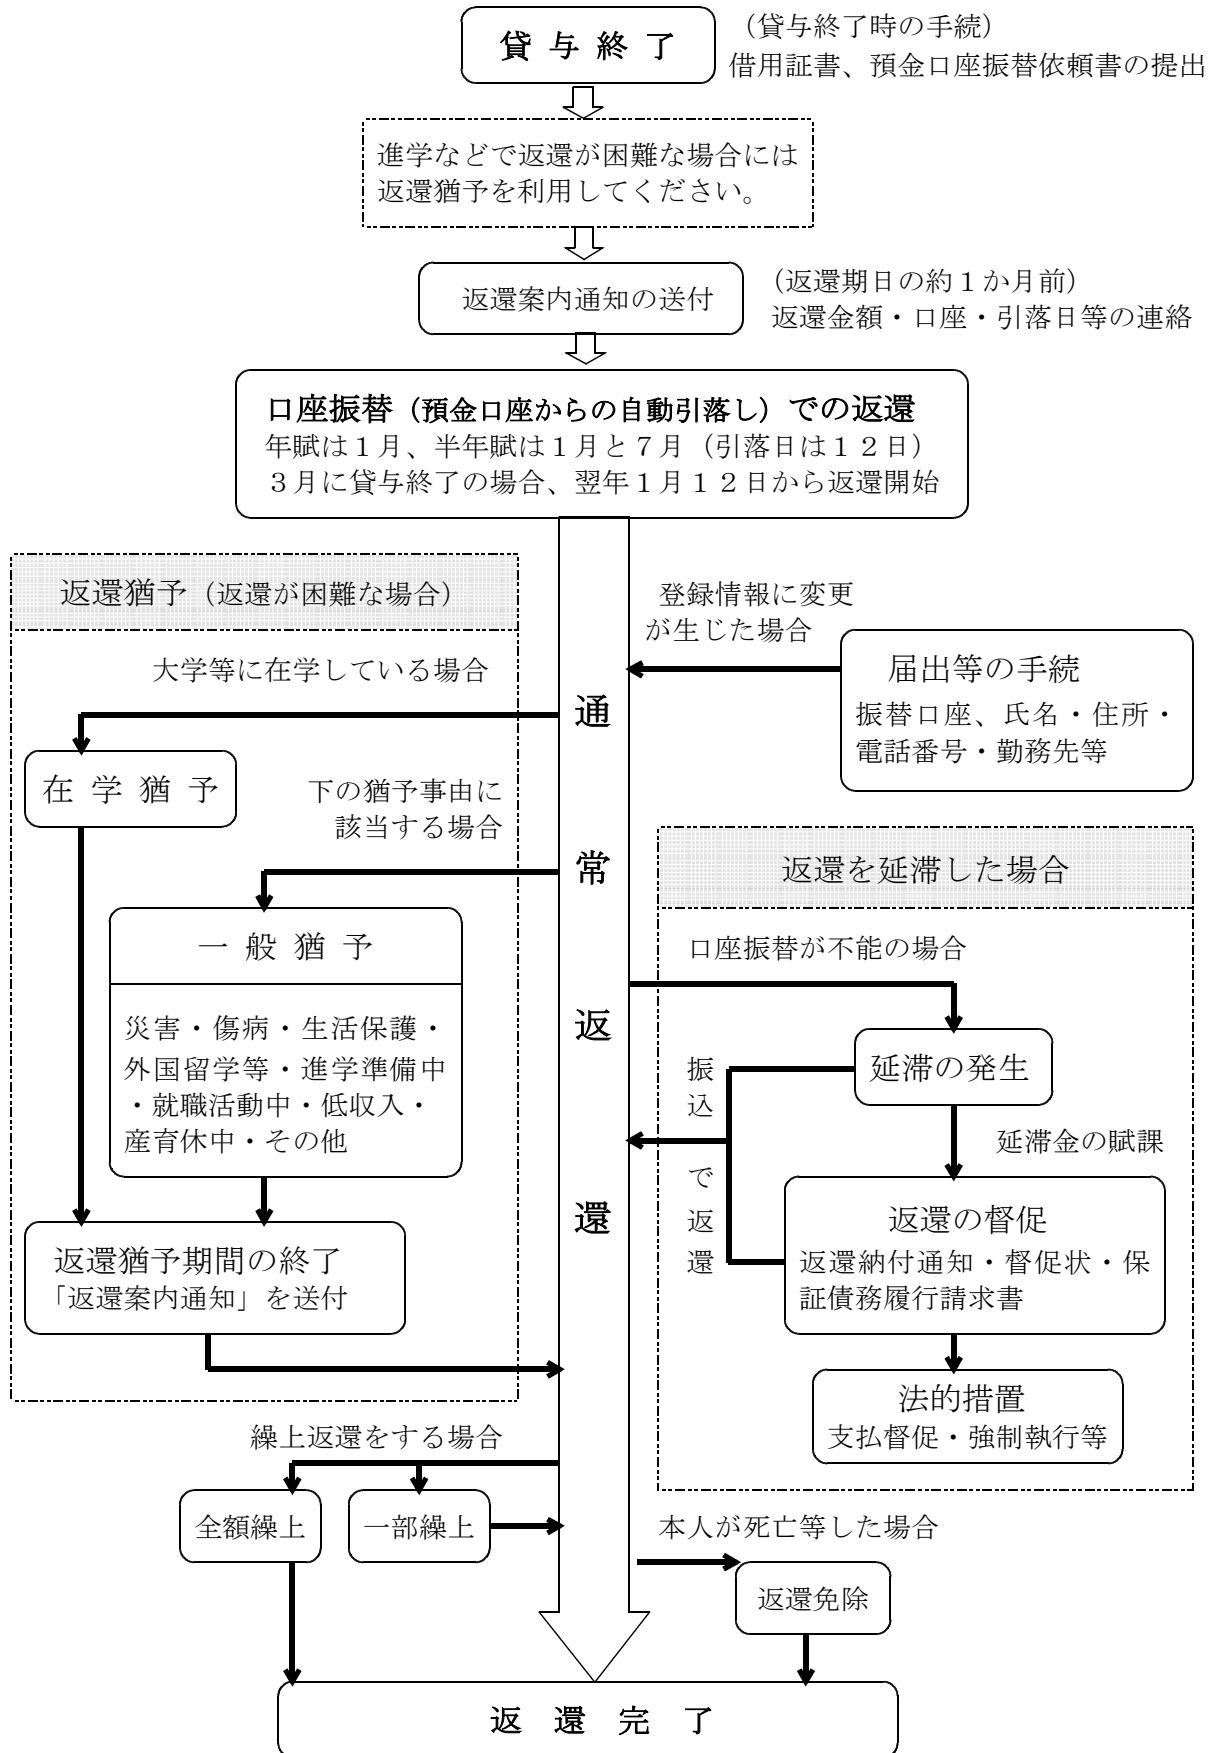 貸 与 終 了
（貸与終了時の手続）
借用証書、預金口座振替依頼書の提出
進学などで返還が困難な場合には
返還猶予を利用してください。
返還案内通知の送付
（返還期日の約１か月前）
返還金額・口座・引落日等の連絡
口座振替（預金口座からの自動引落し）での返還
年賦は１月、半年賦は１月と７月（引落日は１２日）
３月に貸与終了の場合、翌年１月１２日から返還開始
通常返還
返還猶予（返還が困難な場合）
大学等に在学している場合
在 学 猶 予
下の猶予事由に
該当する場合
一 般 猶 予
災害・傷病・生活保護・
外国留学等・進学準備中
・就職活動中・低収入・
産育休中・その他
返還猶予期間の終了
「返還案内通知」を送付
登録情報に変更
が生じた場合
届出等の手続
振替口座、氏名・住所・
電話番号・勤務先等
返還を延滞した場合
口座振替が不能の場合
延滞の発生
振込で返還
延滞金の賦課
返還の督促
返還納付通知・督促状・保
証債務履行請求書
法的措置
支払督促・強制執行等
繰上返還をする場合
全額繰上
一部繰上
本人が死亡等した場合
返還免除
返 還 完 了